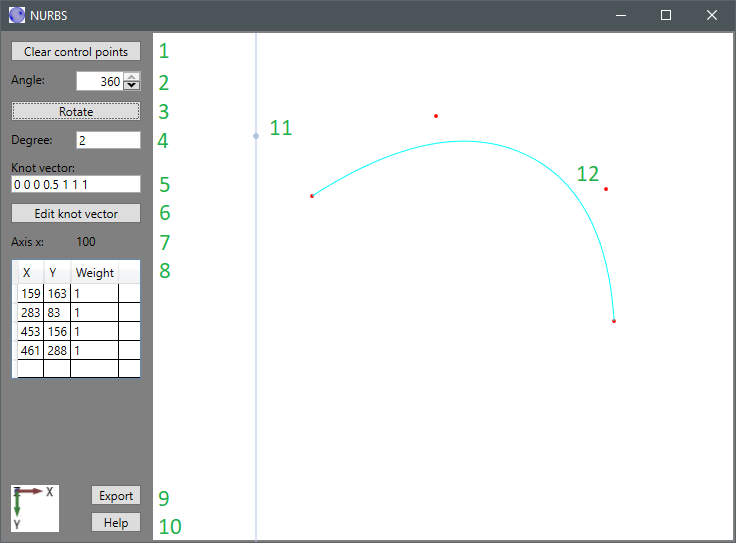 NURBS
Clear control points 1
Angle: 360 2
Rotate 3
Degree: 2 4
Knot vector:
0 0 0 0.5 1 1 1 5
Edit knot vector 6
Axis x: 100 7
X Y Weight 8
159 163 1
283 83 1
453 156 1
461 288 1
Z X
Y
Export 9
Help 10
11
12